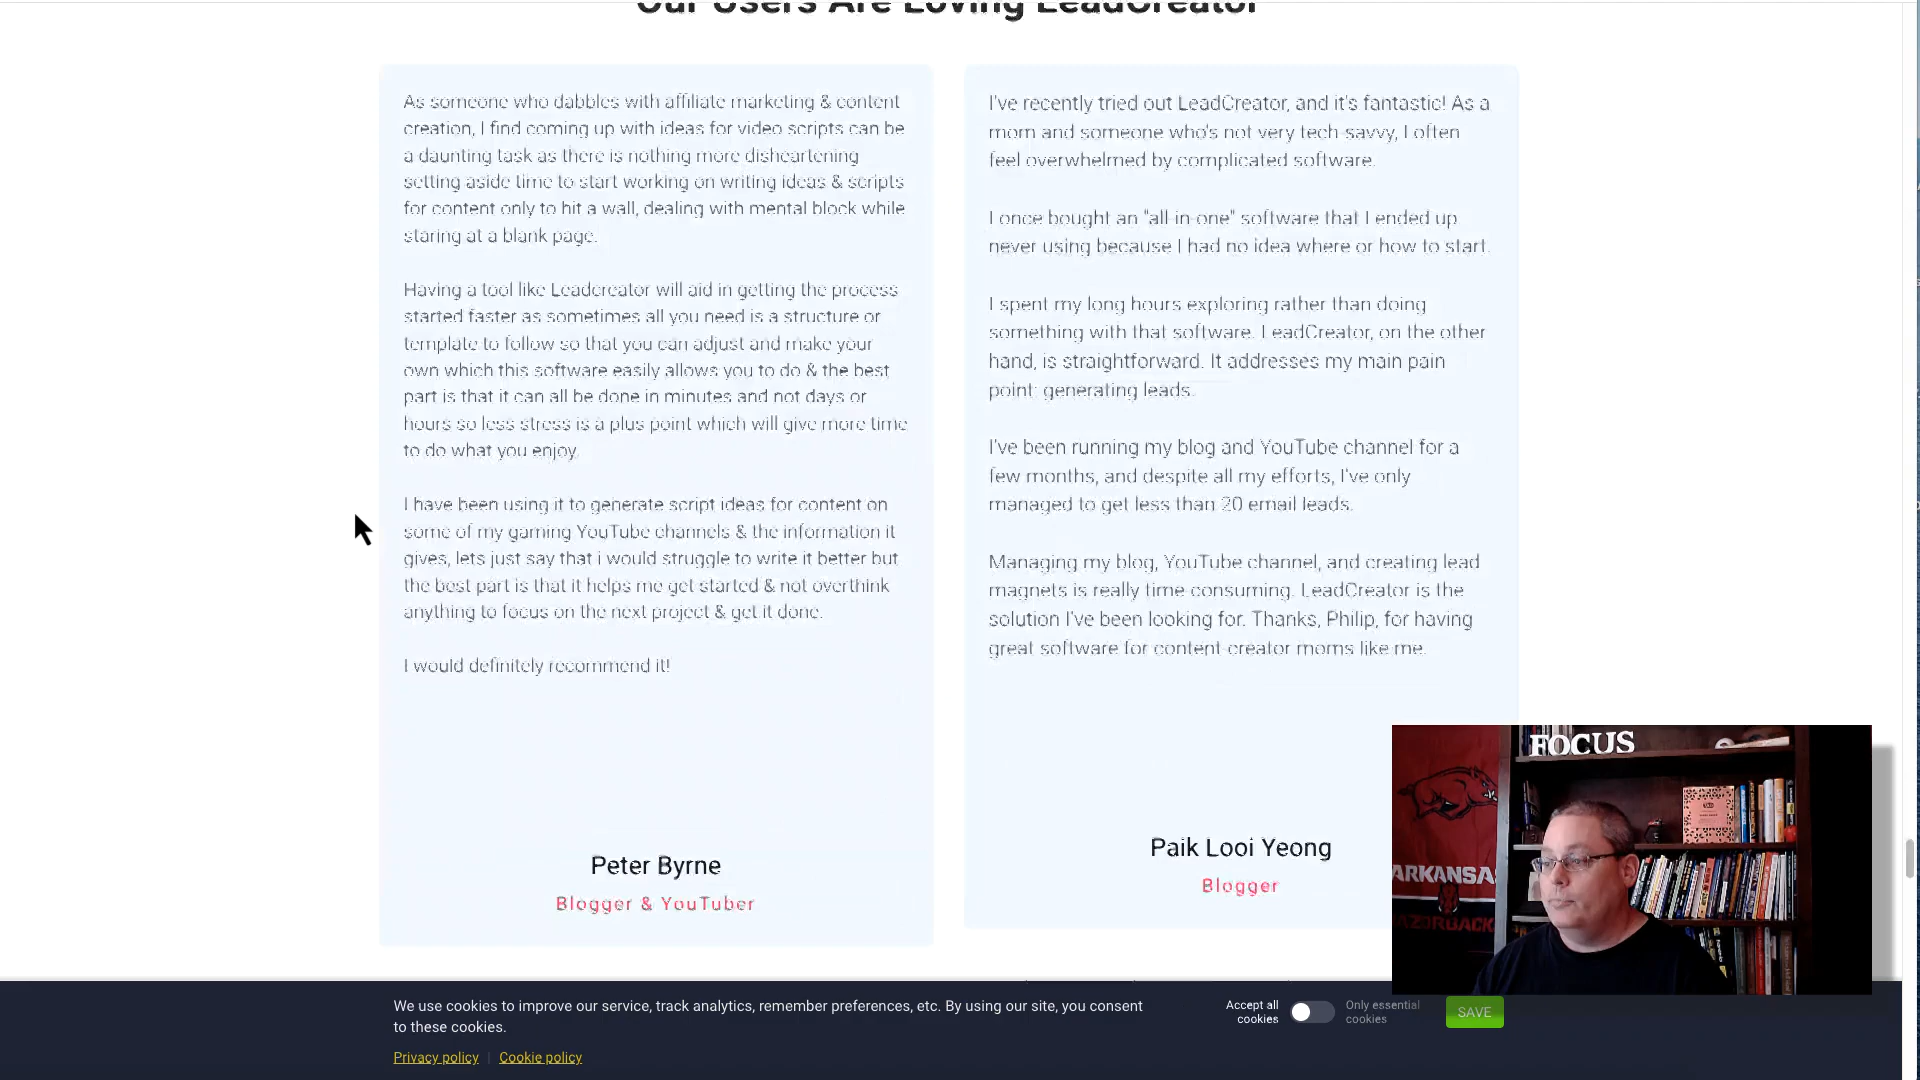 Our Users Are Loving LeadCreator
As someone who dabbles with affiliate marketing & content
creation, I find coming up with ideas for video scripts can be
a daunting task as there is nothing more disheartening
setting aside time to start working on writing ideas & scripts
for content only to hit a wall, dealing with mental block while
staring at a blank page.
Having a tool like Leadcreator will aid in getting the process
started faster as sometimes all you need is a structure or
template to follow so that you can adjust and make your
own which this software easily allows you to do & the best
part is that it can all be done in minutes and not days or
hours so less stress is a plus point which will give more time
to do what you enjoy.
I have been using it to generate script ideas for content on
some of my gaming YouTube channels & the information it
gives, lets just say that i would struggle to write it better but
the best part is that it helps me get started & not overthink
anything to focus on the next project & get it done.
I would definitely recommend it!
Peter Byrne
Blogger & YouTuber
I've recently tried out LeadCreator, and it's fantastic! As a
mom and someone who's not very tech-savvy, I often
feel overwhelmed by complicated software.
I once bought an "all-in-one" software that I ended up
never using because I had no idea where or how to start.
I spent my long hours exploring rather than doing
something with that software. LeadCreator, on the other
hand, is straightforward. It addresses my main pain
point: generating leads.
I've been running my blog and YouTube channel for a
few months, and despite all my efforts, I've only
managed to get less than 20 email leads.
Managing my blog, YouTube channel, and creating lead
magnets is really time consuming. LeadCreator is the
solution I've been looking for. Thanks, Philip, for having
great software for content-creator moms like me.
Paik Looi Yeong
Blogger
FOCUS
ARKANSAS
RAZORBACKS
We use cookies to improve our service, track analytics, remember preferences, etc. By using our site, you consent
to these cookies.
Privacy policy | Cookie policy
Accept all
cookies
Only essential
cookies
SAVE